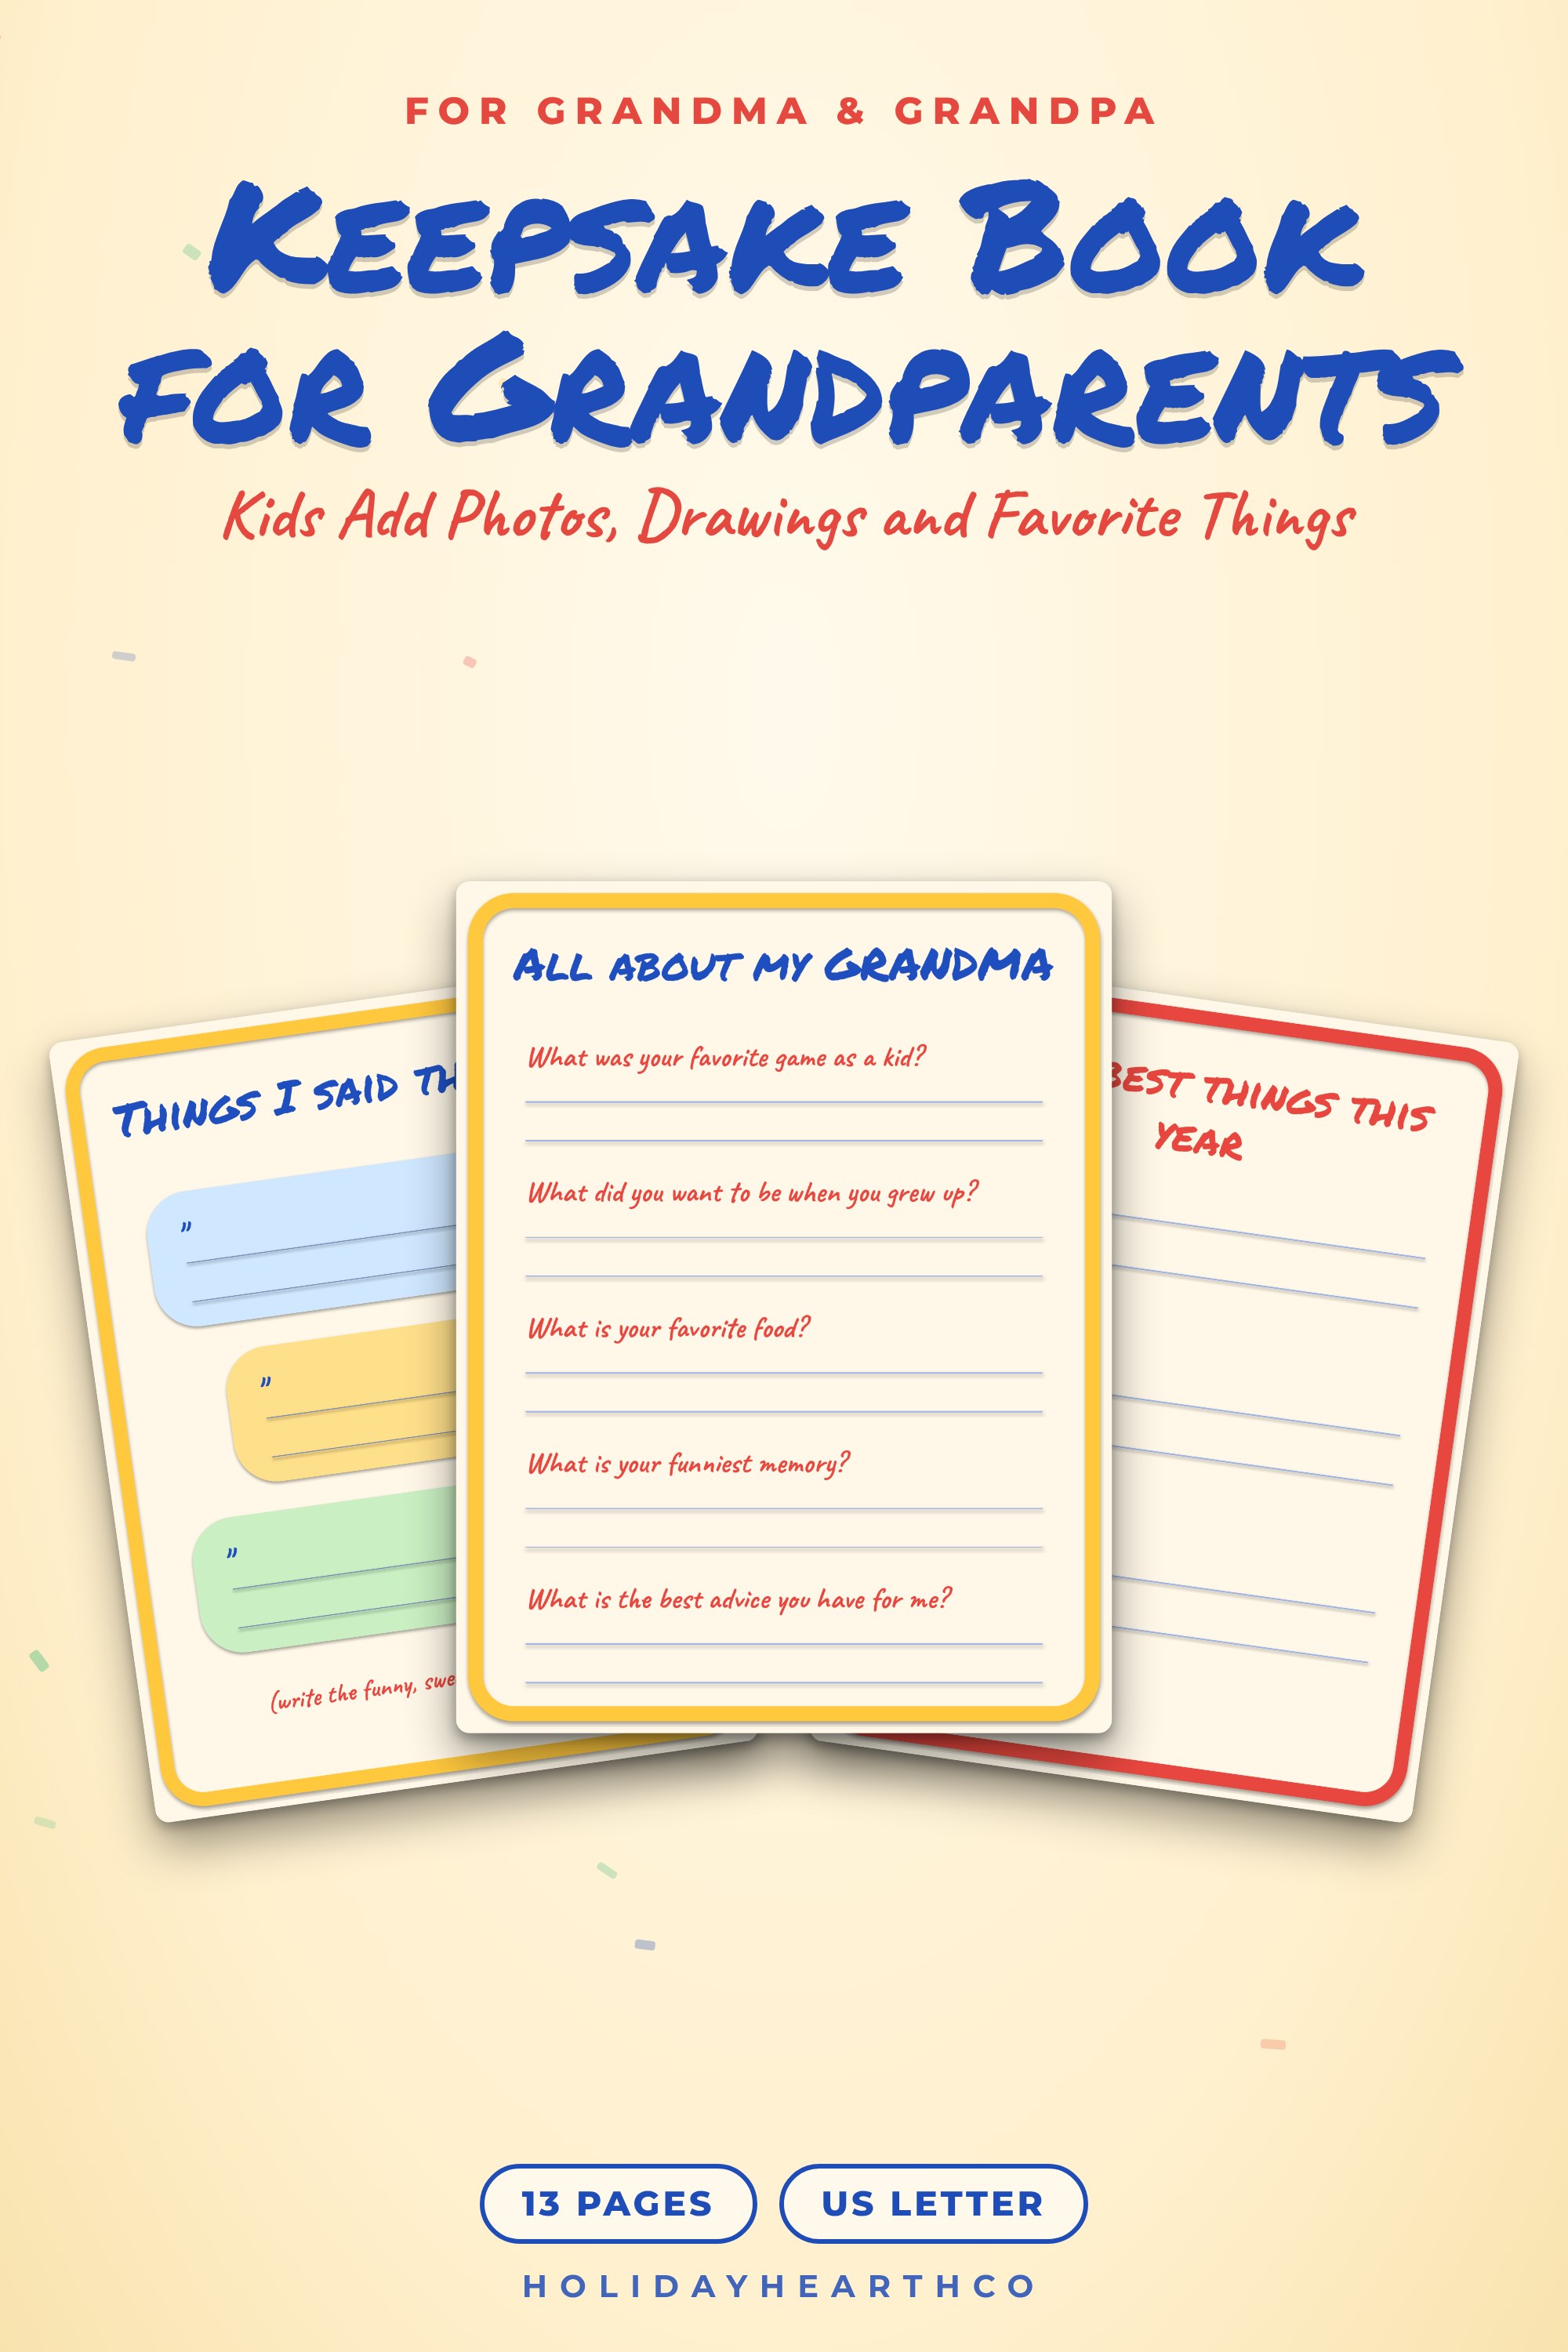 FOR GRANDMA & GRANDPA
KEEPSAKE BOOK
FOR GRANDPARENTS
Kids Add Photos, Drawings and Favorite Things
THINGS I SAID
"
"
"
(write the funny,
ALL ABOUT MY GRANDMA
What was your favorite game as a kid?
What did you want to be when you grew up?
What is your favorite food?
What is your funniest memory?
What is the best advice you have for me?
BEST THINGS THIS
YEAR
13 PAGES
US LETTER
HOLIDAYHEARTHCO